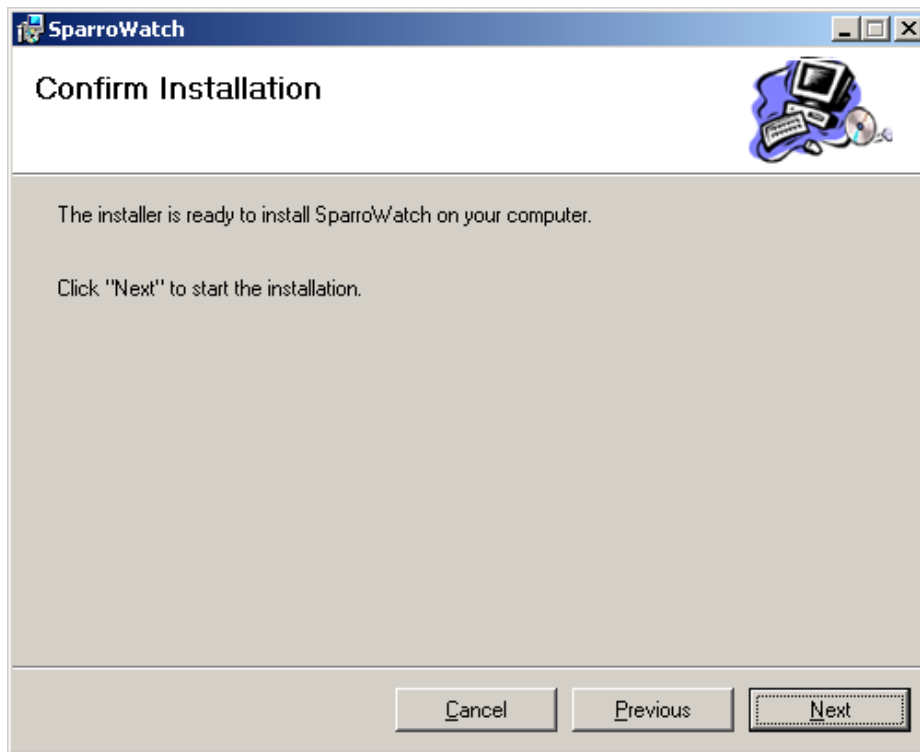 SparroWatch
Confirm Installation
The installer is ready to install SparroWatch on your computer.
Click "Next" to start the installation.
Cancel Previous Next